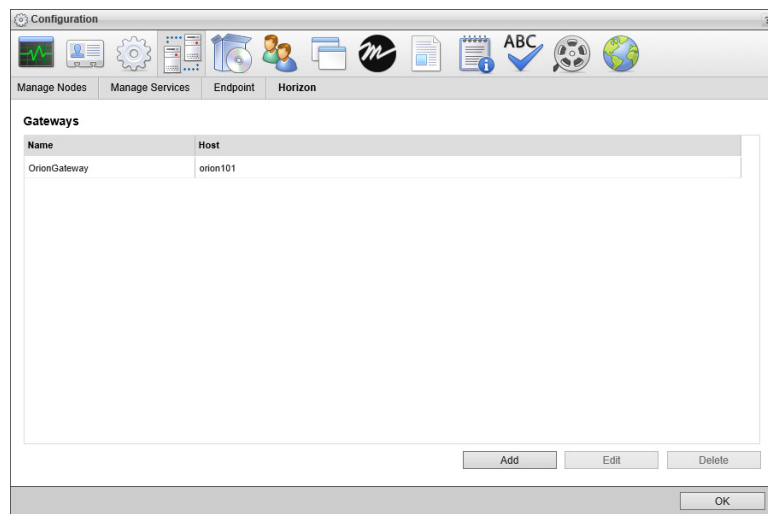 Configuration
ABC
Manage Nodes Manage Services Endpoint Horizon
Gateways
Name Host
OrionGateway orion101
Add Edit Delete
OK